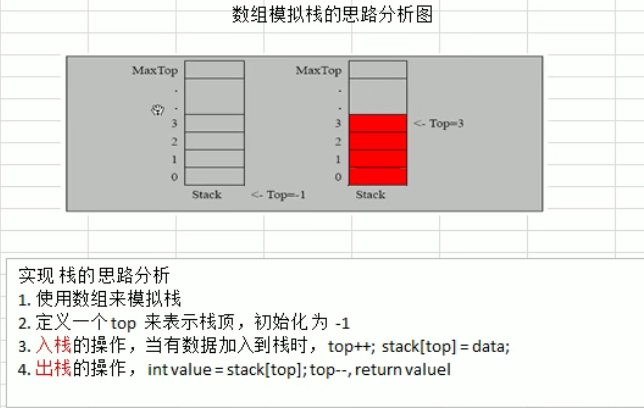 数组模拟栈的思路分析图
MaxTop MaxTop
. .
. .
3 3 <- Top=3
2 2
1 1
0 0
Stack <- Top=-1 Stack
实现 栈的思路分析
1. 使用数组来模拟栈
2. 定义一个 top 来表示栈顶，初始化为 -1
3. 入栈的操作，当有数据加入到栈时，top++; stack[top] = data;
4. 出栈的操作， int value = stack[top]; top--, return valueI